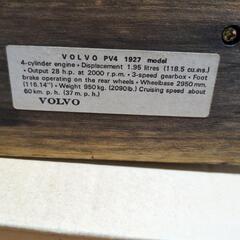 VOLVO PV4 1927 model
4-cylinder engine • Displacement 1.95 litres (118.5 cu.ins.)
• Output 28 h.p. at 2000 r.p.m. • 3-speed gearbox • Foot
brake operating on the rear wheels • Wheelbase 2950 mm
(116.14") • Weight 950 kg. (2090lb.) Cruising speed about
60 km. p. h. (37 m. p. h.)
VOLVO